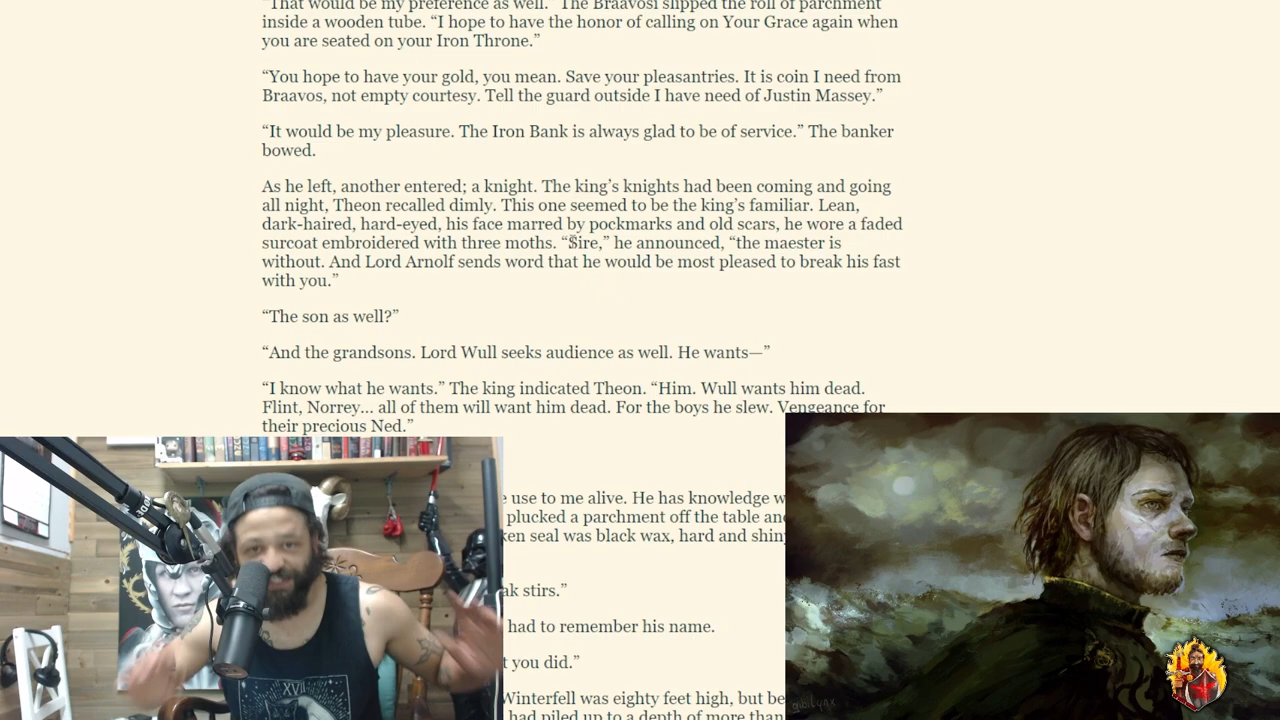 “That would be my preference as well.” The Braavosi slipped the roll of parchment
inside a wooden tube. “I hope to have the honor of calling on Your Grace again when
you are seated on your Iron Throne.”
“You hope to have your gold, you mean. Save your pleasantries. It is coin I need from
Braavos, not empty courtesy. Tell the guard outside I have need of Justin Massey.”
“It would be my pleasure. The Iron Bank is always glad to be of service.” The banker
bowed.
As he left, another entered; a knight. The king’s knights had been coming and going
all night, Theon recalled dimly. This one seemed to be the king’s familiar. Lean,
dark-haired, hard-eyed, his face marred by pockmarks and old scars, he wore a faded
surcoat embroidered with three moths. “Sire,” he announced, “the maester is
without. And Lord Arnolf sends word that he would be most pleased to break his fast
with you.”
“The son as well?”
“And the grandsons. Lord Wull seeks audience as well. He wants—”
“I know what he wants.” The king indicated Theon. “Him. Wull wants him dead.
Flint, Norrey… all of them will want him dead. For the boys he slew. Vengeance for
their precious Ned.”
use to me alive. He has knowledge
plucked a parchment off the table
seal was black wax, hard and
stirs.”
had to remember his name.
you did.”
Winterfell was eighty feet high, but
had piled up to a depth of more than
XVII